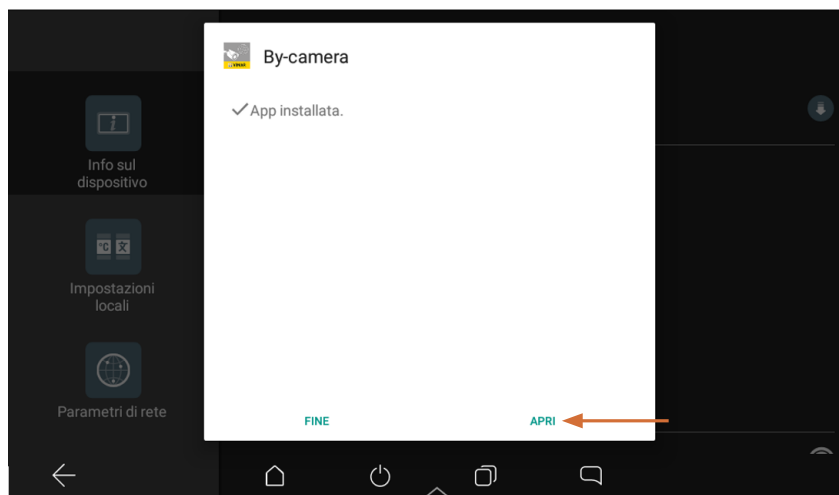 By-camera
App installata.
Info sul
dispositivo
Impostazioni
locali
Parametri di rete
FINE
APRI